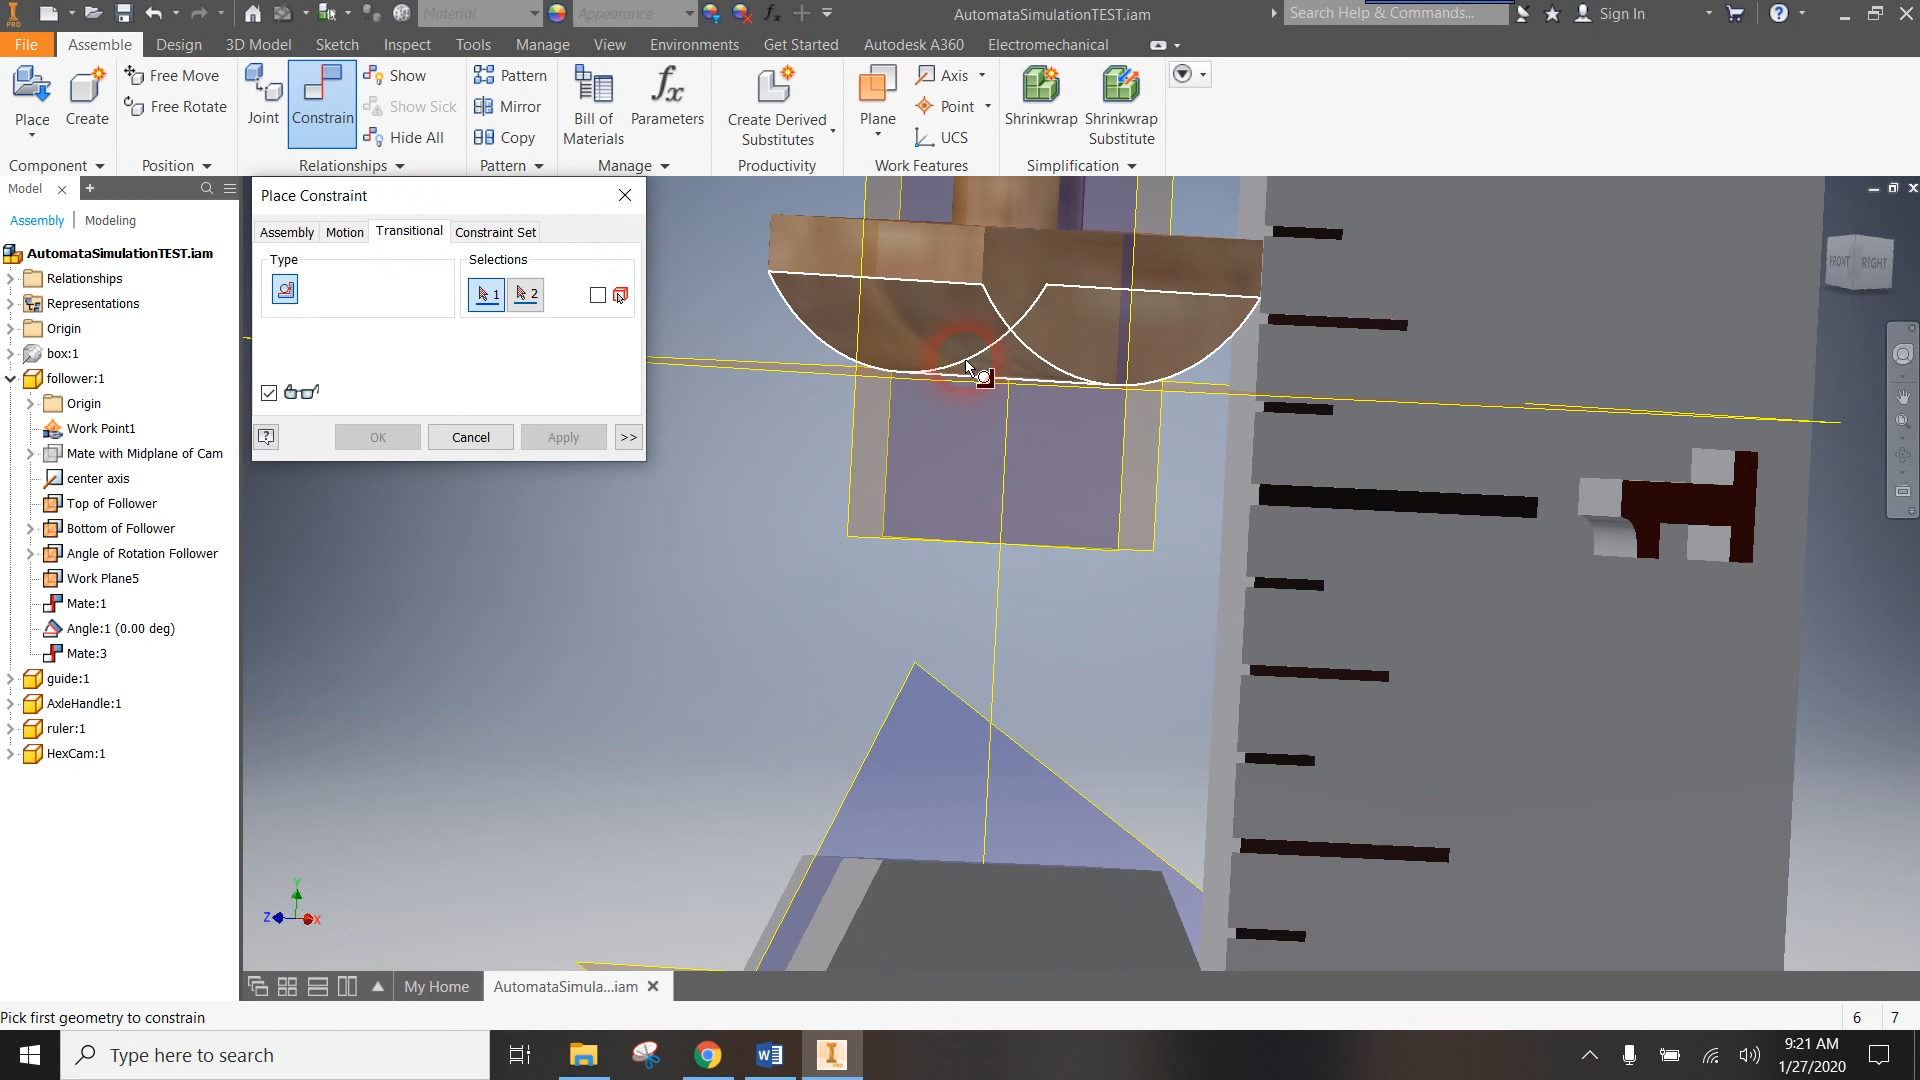 PRO
Material
Appearance
AutomataSimulationTEST.iam
Search Help & Commands...
Sign In
File
Assemble
Design
3D Model
Sketch
Inspect
Tools
Manage
View
Environments
Get Started
Autodesk A360
Electromechanical
Place
Create
Free Move
Free Rotate
Joint
Constrain
Show
Show Sick
Hide All
Pattern
Mirror
Copy
Bill of
Materials
Parameters
Create Derived
Substitutes
Plane
Axis
Point
UCS
Shrinkwrap
Shrinkwrap
Substitute
Component
Position
Relationships
Pattern
Manage
Productivity
Work Features
Simplification
Model
Assembly
Modeling
AutomataSimulationTEST.iam
Relationships
Representations
Origin
box:1
follower:1
Origin
Work Point1
Mate with Midplane of Cam
center axis
Top of Follower
Bottom of Follower
Angle of Rotation Follower
Work Plane5
Mate:1
Angle:1 (0.00 deg)
Mate:3
guide:1
AxleHandle:1
ruler:1
HexCam:1
Place Constraint
Assembly
Motion
Transitional
Constraint Set
Type
Selections
1
2
OK
Cancel
Apply
>>
FRONT
RIGHT
Y
Z
X
My Home
AutomataSimula...iam
Pick first geometry to constrain
6
7
Type here to search
9:21 AM
1/27/2020